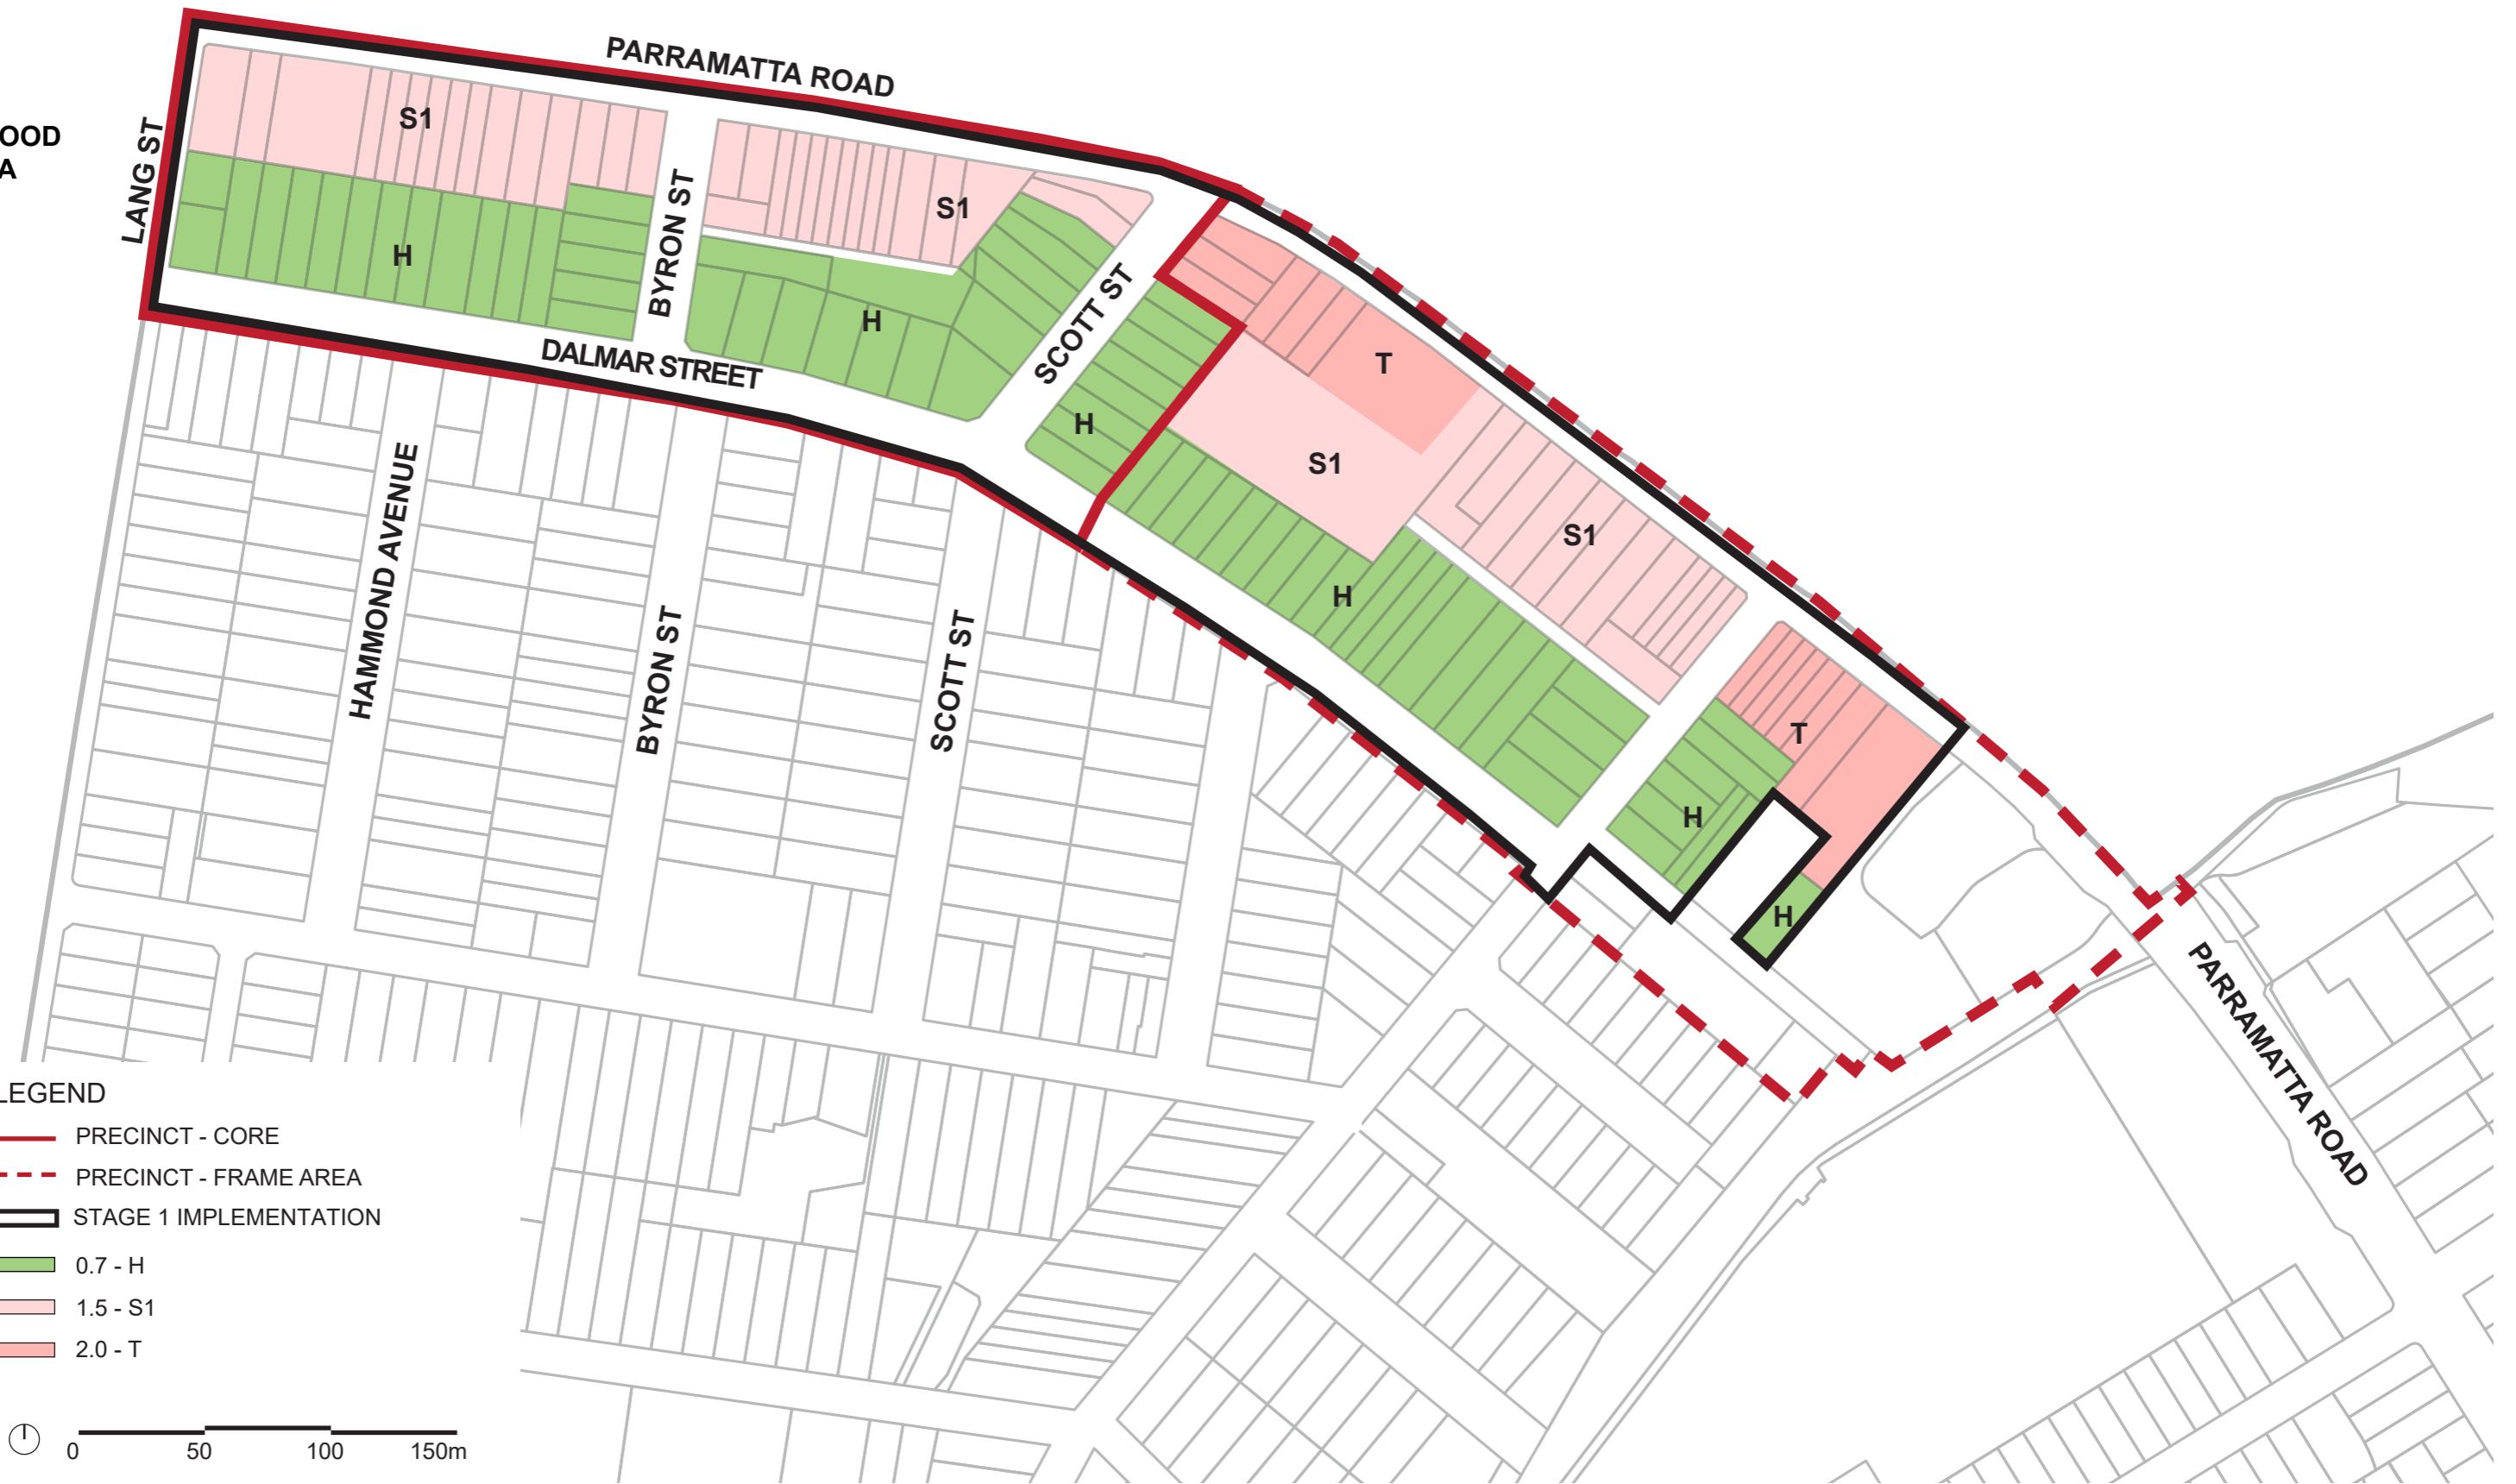 PARRAMATTA ROAD
OOD
A
LANG ST
S1
H
BYRON ST
S1
H
DALMAR STREET
SCOTT ST
H
T
S1
S1
H
T
H
H
HAMMOND AVENUE
BYRON ST
SCOTT ST
PARRAMATTA ROAD
LEGEND
PRECINCT - CORE
PRECINCT - FRAME AREA
STAGE 1 IMPLEMENTATION
0.7 - H
1.5 - S1
2.0 - T
0 50 100 150m